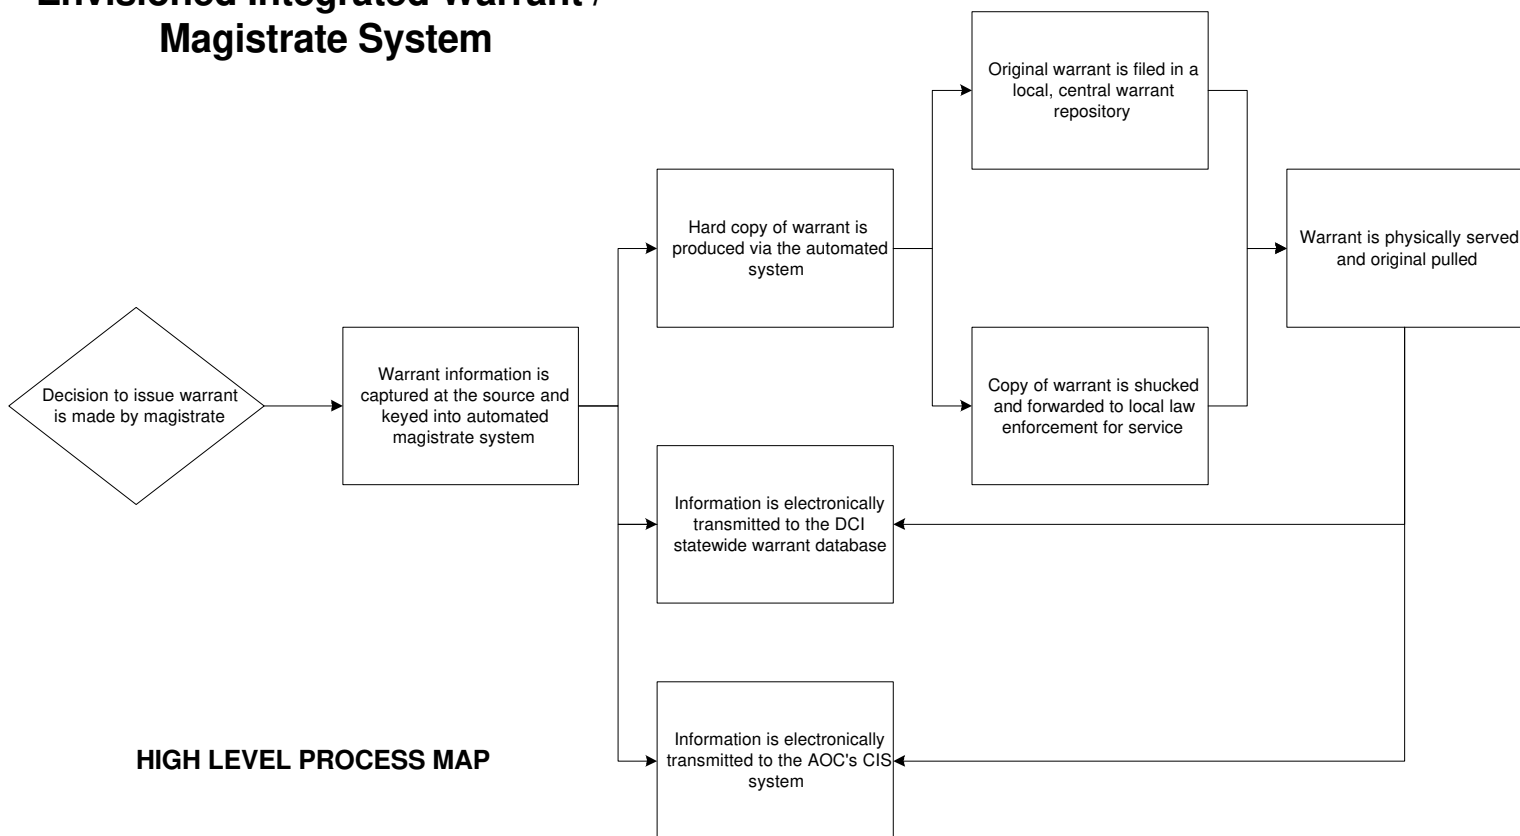 Envisioned Integrated Warrant /
Magistrate System
Original warrant is filed in a
local, central warrant
repository
Hard copy of warrant is
produced via the automated
system
Warrant is physically served
and original pulled
Decision to issue warrant
is made by magistrate
Warrant information is
captured at the source and
keyed into automated
magistrate system
Copy of warrant is shucked
and forwarded to local law
enforcement for service
Information is electronically
transmitted to the DCI
statewide warrant database
Information is electronically
transmitted to the AOC's CIS
system
HIGH LEVEL PROCESS MAP